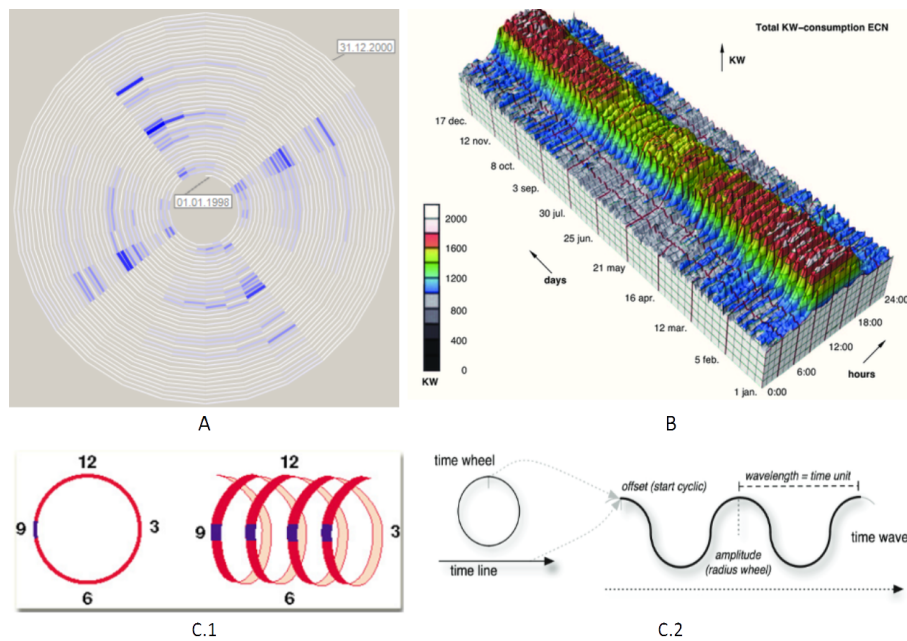 31.12.2000
01.01.1998
A
Total KW-consumption ECN
KW
17 dec.
12 nov.
8 oct.
3 sep.
30 jul.
25 jun.
21 may
16 apr.
12 mar.
5 feb.
1 jan.
days
2000
1600
1200
800
400
0
KW
0:00
6:00
12:00
18:00
24:00
hours
B
12
9
3
6
12
9
3
6
C.1
time wheel
time line
offset (start cyclic)
wavelength = time unit
amplitude
(radius wheel)
time wave
C.2